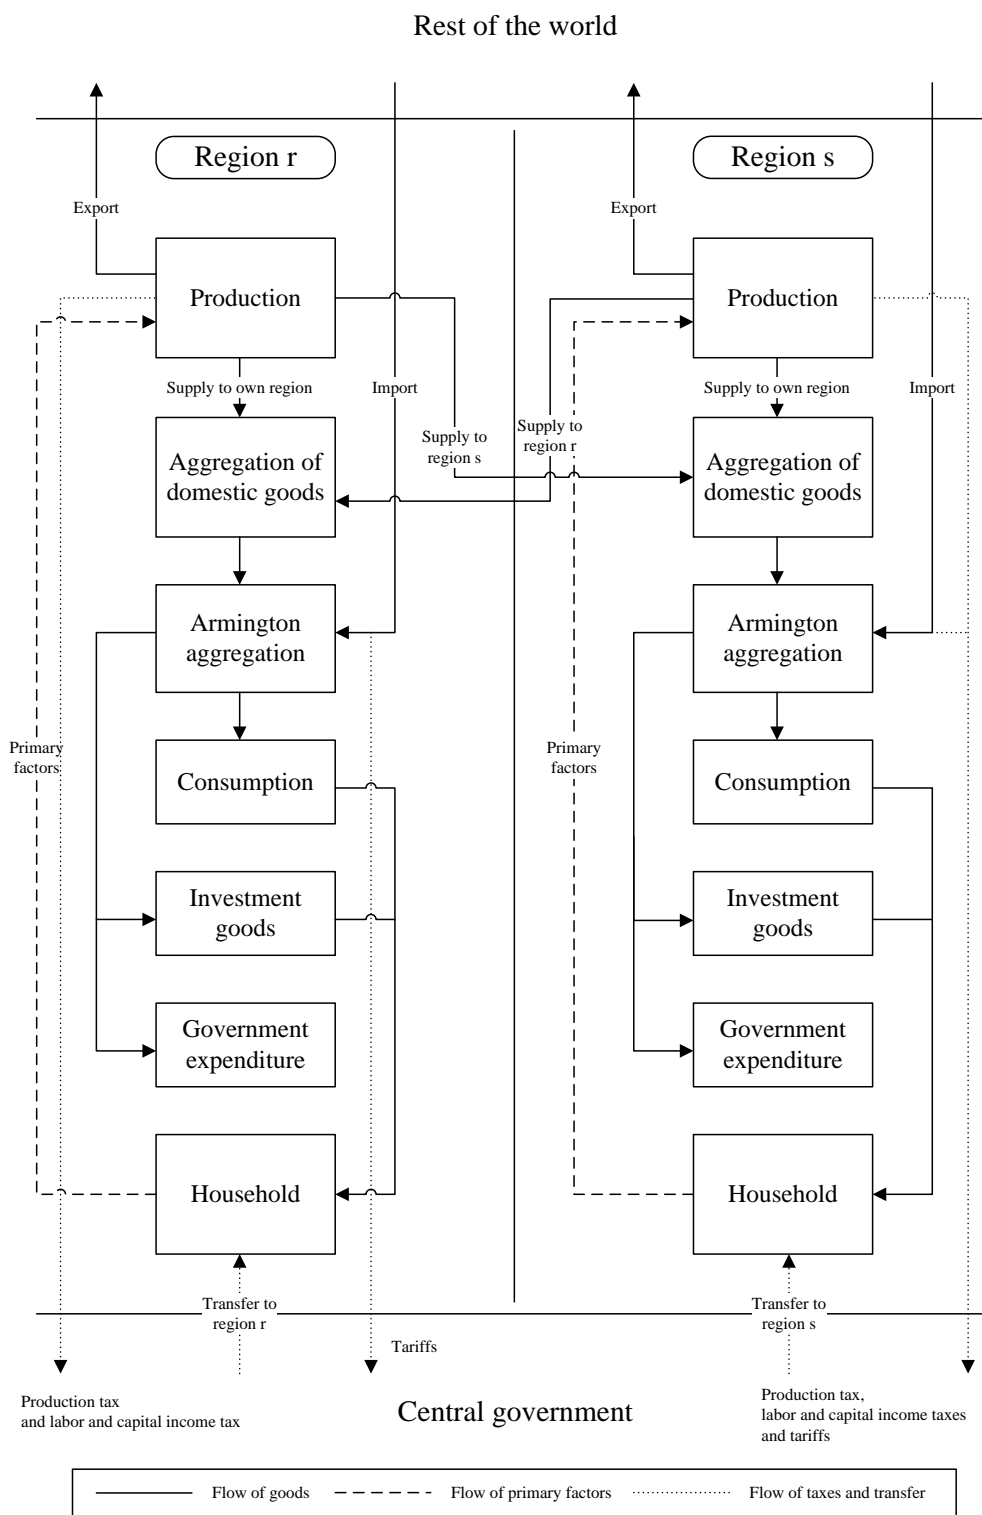 Rest of the world
Region r
Region s
Export
Export
Production
Production
Supply to own region
Import
Supply to own region
Import
Supply to
region s
Supply to
region r
Aggregation of
domestic goods
Aggregation of
domestic goods
Armington
aggregation
Armington
aggregation
Primary
factors
Consumption
Primary
factors
Consumption
Investment
goods
Investment
goods
Government
expenditure
Government
expenditure
Household
Household
Transfer to
region r
Transfer to
region s
Tariffs
Production tax
and labor and capital income tax
Central government
Production tax,
labor and capital income taxes
and tariffs
Flow of goods
Flow of primary factors
Flow of taxes and transfer